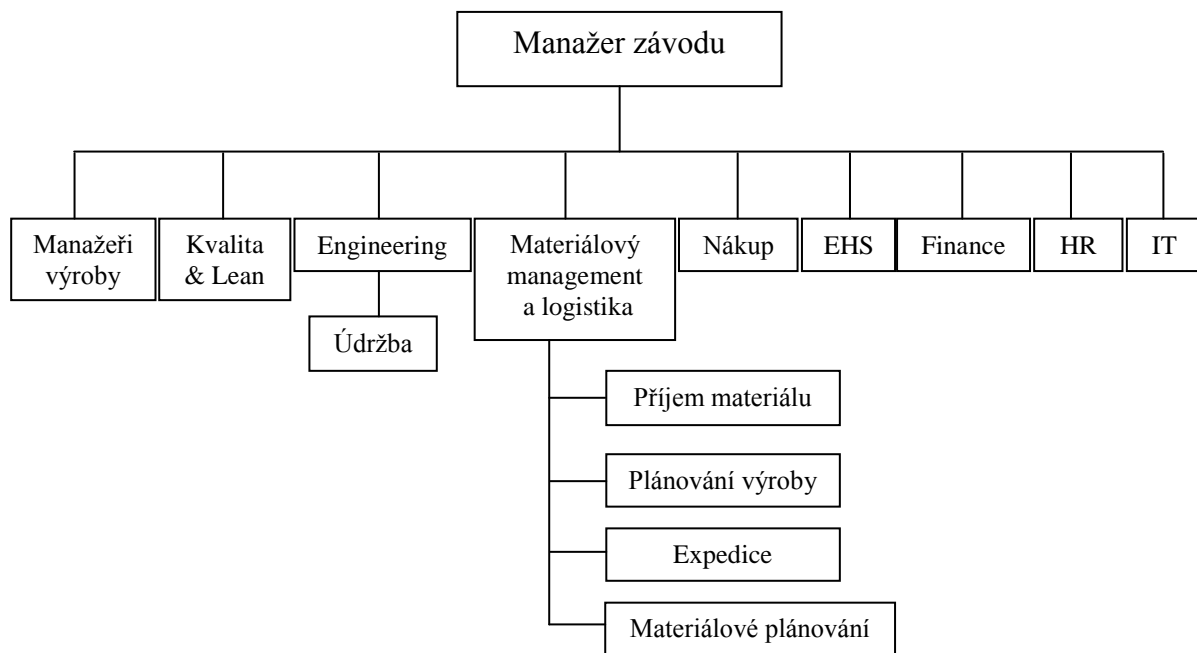 Manažer závodu
Manažeři
výroby
Kvalita
& Lean
Engineering
Materiálový
management
a logistika
Nákup
EHS
Finance
HR
IT
Údržba
Příjem materiálu
Plánování výroby
Expedice
Materiálové plánování